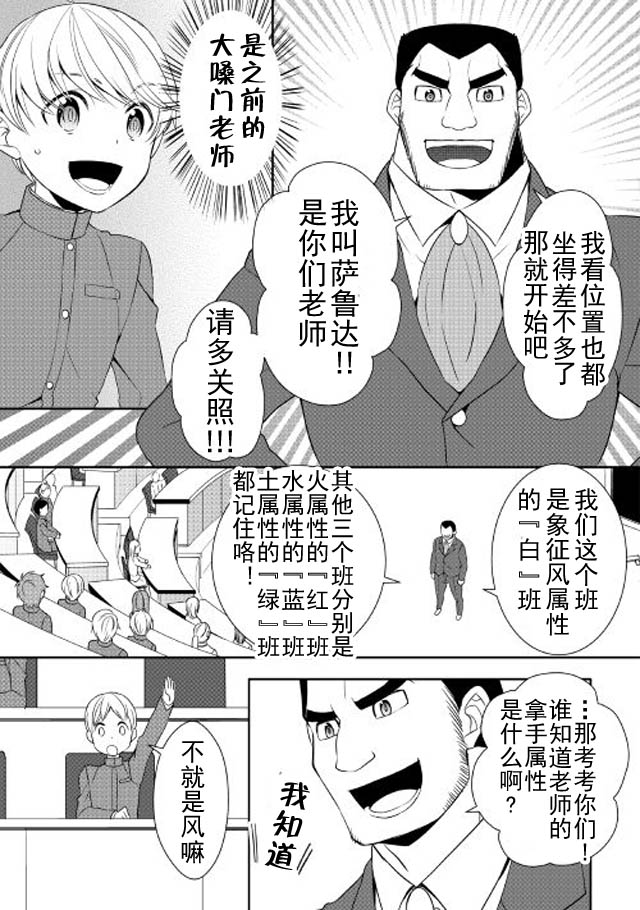 我看位置也都
坐得差不多了
那就开始吧
我叫萨鲁达!!
是你们老师
请多关照!!!
是之前的
大嗓门老师
我们这个班
是象征风属性
的『白』班
其他三个班分别是
火属性的『红』班
水属性的『蓝』班
土属性的『绿』班
都记住咯！
…那考考你们！
谁知道老师的
拿手属性
是什么啊？
我知道
不就是风嘛